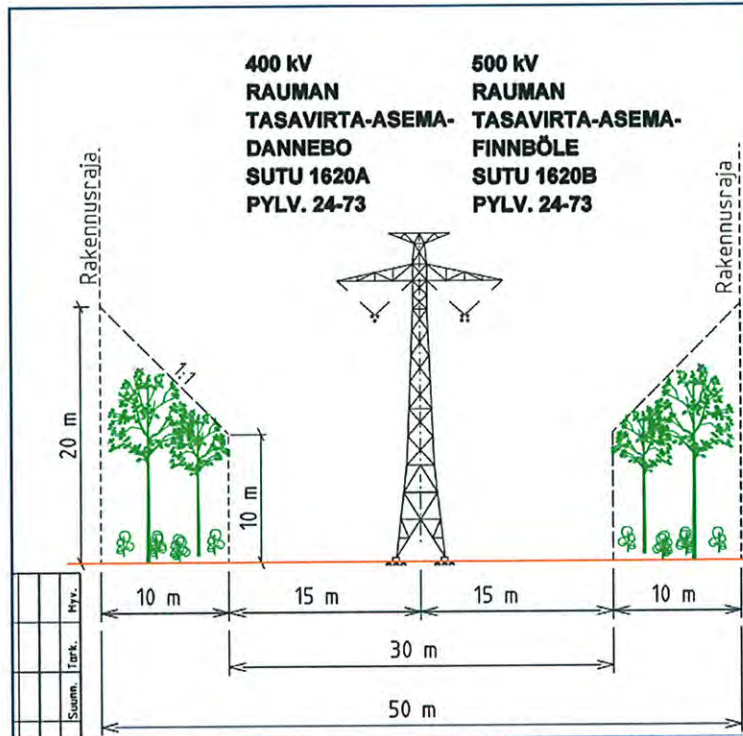 400 kV
RAUMAN
TASAVIRTA-ASEMA-
DANNEBO
SUTU 1620A
PYLV. 24-73
500 kV
RAUMAN
TASAVIRTA-ASEMA-
FINNBÖLE
SUTU 1620B
PYLV. 24-73
Rakennusraja
Rakennusraja
1:1
20 m
10 m
10 m
15 m
15 m
10 m
30 m
50 m
Hyv.
Tark.
Suunn.